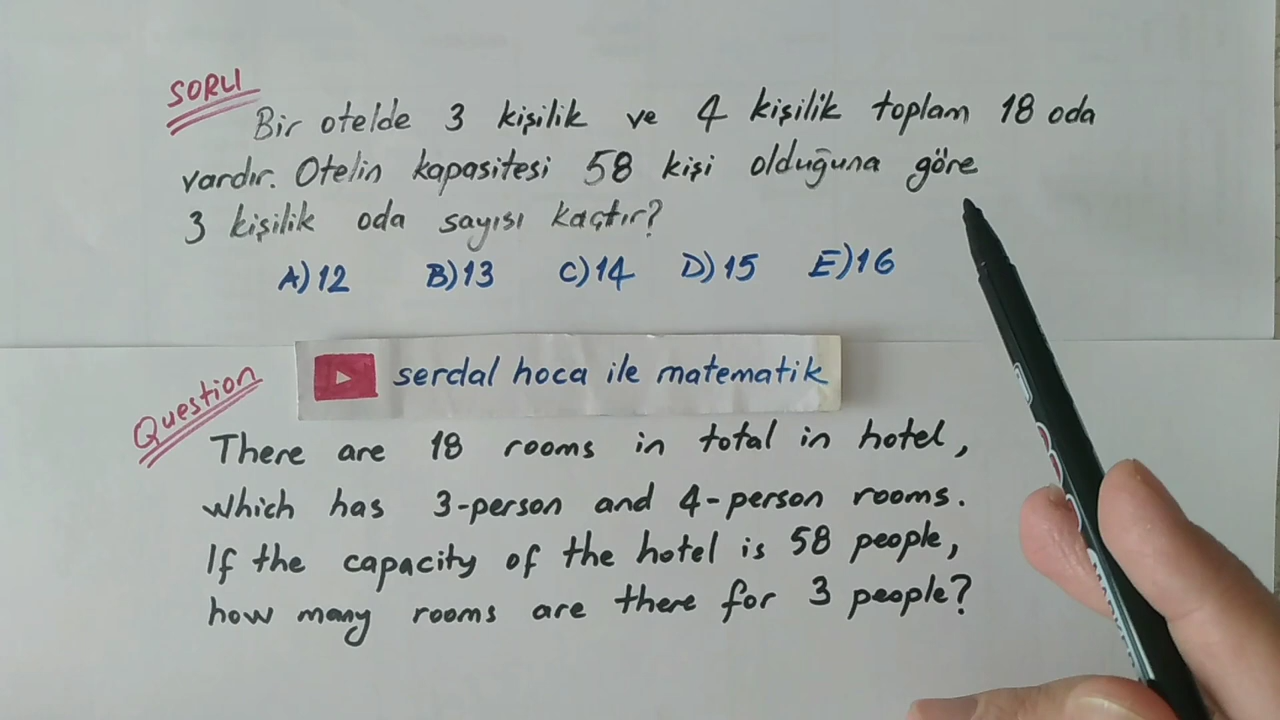 SORU
Bir otelde 3 kişilik ve 4 kişilik toplam 18 oda
vardır. Otelin kapasitesi 58 kişi olduğuna göre
3 kişilik oda sayısı kaçtır?
A)12 B)13 C)14 D)15 E)16
serdal hoca ile matematik
Question
There are 18 rooms in total in hotel,
which has 3-person and 4-person rooms.
If the capacity of the hotel is 58 people,
how many rooms are there for 3 people?